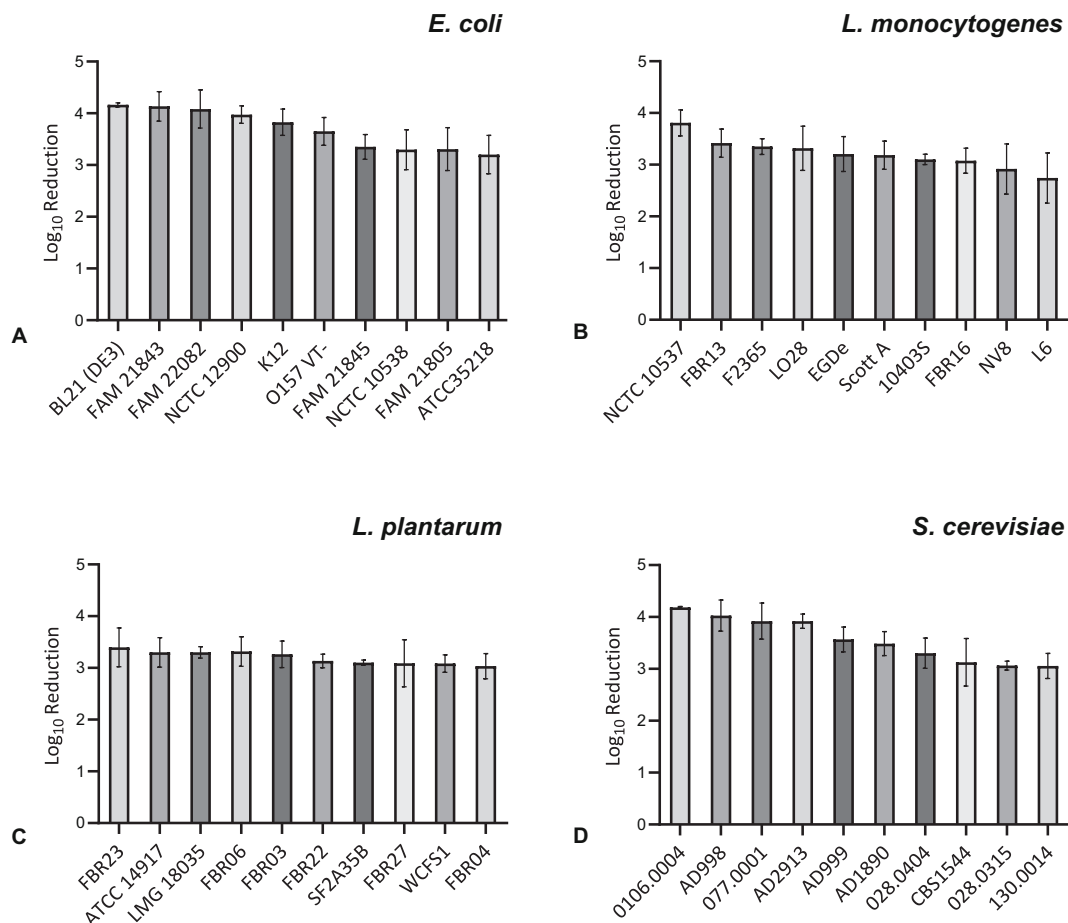 E. coli
Log₁₀ Reduction
5
4
3
2
1
0
BL21 (DE3)
FAM 21843
FAM 22082
NCTC 12900
K12
O157 VT-
FAM 21845
NCTC 10538
FAM 21805
ATCC35218
A
L. monocytogenes
Log₁₀ Reduction
5
4
3
2
1
0
NCTC 10537
FBR13
F2365
LO28
EGDe
Scott A
10403S
FBR16
NV8
L6
B
L. plantarum
Log₁₀ Reduction
5
4
3
2
1
0
FBR23
ATCC 14917
LMG 18035
FBR06
FBR03
FBR22
SF2A35B
FBR27
WCFS1
FBR04
C
S. cerevisiae
Log₁₀ Reduction
5
4
3
2
1
0
0106.0004
AD998
077.0001
AD2913
AD999
AD1890
028.0404
CBS1544
028.0315
130.0014
D